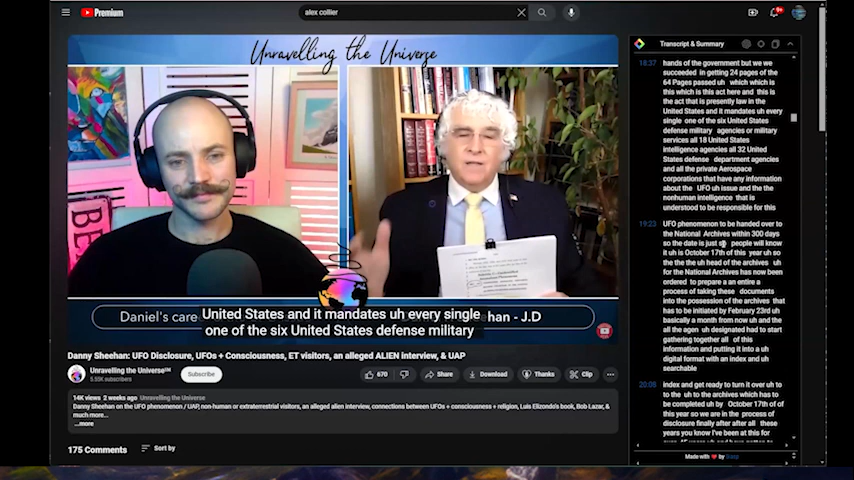 Premium
alex collier
9+
Unravelling the Universe
Daniel's care
han - J.D
United States and it mandates uh every single
one of the six United States defense military
Danny Sheehan: UFO Disclosure, UFOs + Consciousness, ET visitors, an alleged ALIEN interview, & UAP
Unravelling the Universe
5.93K subscribers
Subscribe
670
Share
Download
Thanks
Clip
14K views 2 weeks ago Unravelling the Universe
Danny Sheehan on the UFO phenomenon / UAP, non-human or extraterrestrial visitors, an alleged alien interview, connections between UFOs + consciousness + religion, Luis Elizondo's book, Bob Lazar, &
much more...
...more
175 Comments
Sort by
Transcript & Summary
18:37
hands of the government but we we
succeeded in getting 24 pages of the
64 Pages passed uh which which is
this which is this act here and this is
the act that is presently law in the
United States and it mandates uh every
single one of the six United States
defense military agencies or military
services all 18 United States
intelligence agencies all 32 United
States defense department agencies
and all the private Aerospace
corporations that have any information
about the UFO uh issue and the the
nonhuman intelligence that is
understood to be responsible for this
19:23
UFO phenomenon to be handed over to
the National Archives within 300 days
so the date is just so people will know
it uh is October 17th of this year uh so
the the the uh head of the archives uh
for the National Archives has now been
ordered to prepare a an entire a
process of taking these documents
into the possession of the archives that
has to be initiated by February 23rd uh
basically a month from now uh and the
all the agen uh designated had to start
gathering together all of this
information and putting it into a uh
digital format with an index and uh
searchable
20:08
index and get ready to turn it over uh to
to the uh to the archives which has to
be completed uh by October 17th of of
this year so we are in the process of
disclosure finally after after all these
years you know I've been at this for
Made with ❤ by